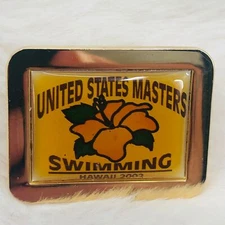 UNITED STATES MASTERS
SWIMMING
HAWAII 2002